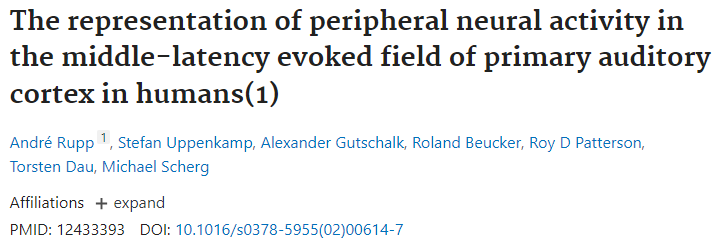 The representation of peripheral neural activity in
the middle-latency evoked field of primary auditory
cortex in humans(1)
André Rupp 1, Stefan Uppenkamp, Alexander Gutschalk, Roland Beucker, Roy D Patterson,
Torsten Dau, Michael Scherg
Affiliations + expand
PMID: 12433393 DOI: 10.1016/s0378-5955(02)00614-7